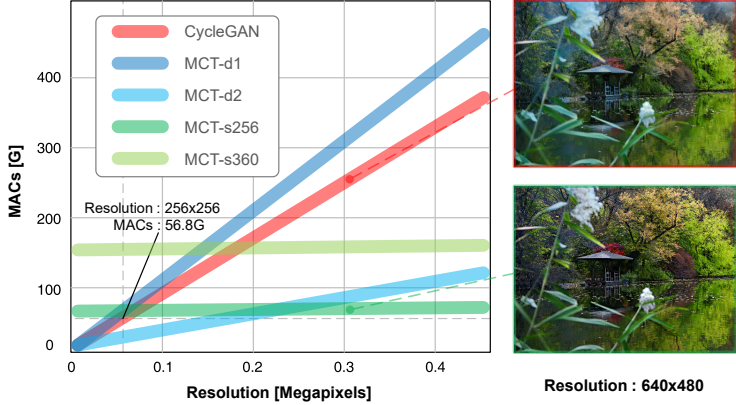 CycleGAN
MCT-d1
MCT-d2
MCT-s256
MCT-s360
400
300
200
100
0
MACs [G]
Resolution : 256x256
MACs : 56.8G
0
0.1
0.2
0.3
0.4
Resolution [Megapixels]
Resolution : 640x480